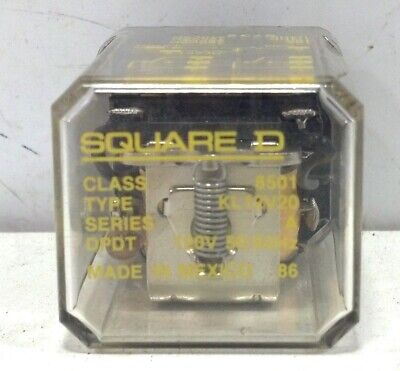 SQUARE D
CLASS 8501
TYPE KL12V20
SERIES A
DPDT 120V 50/60HZ
MADE IN MEXICO 86